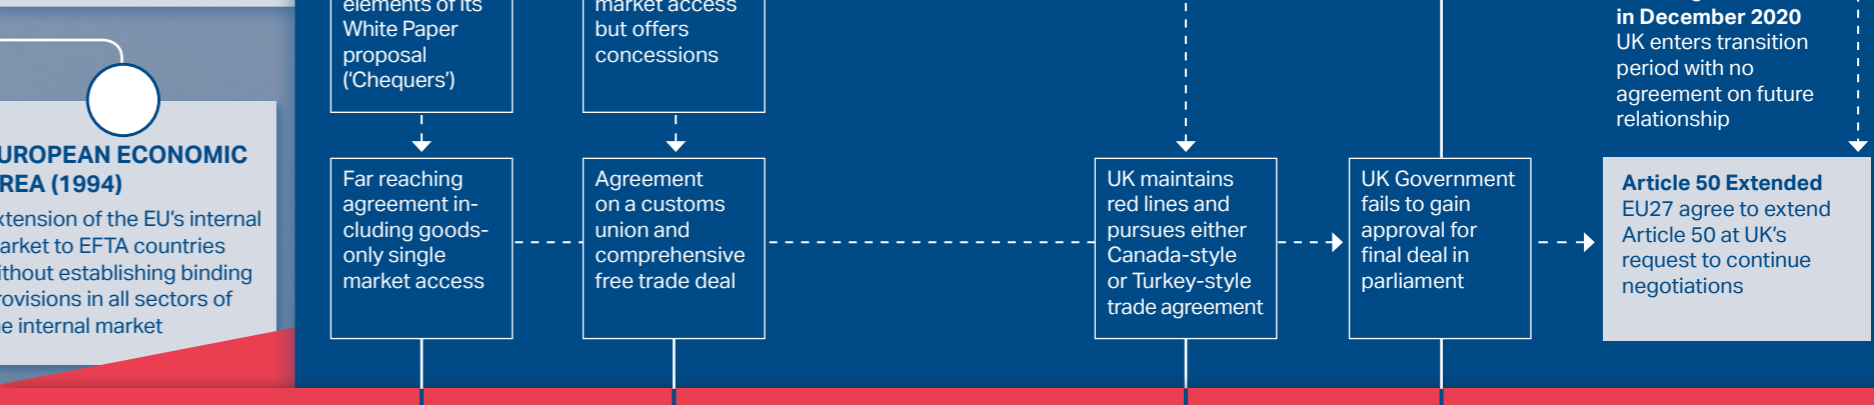 elements of its
White Paper
proposal
('Chequers')
market access
but offers
concessions
in December 2020
UK enters transition
period with no
agreement on future
relationship
UROPEAN ECONOMIC
REA (1994)
xtension of the EU's internal
arket to EFTA countries
ithout establishing binding
rovisions in all sectors of
e internal market
Far reaching
agreement in-
cluding goods-
only single
market access
Agreement
on a customs
union and
comprehensive
free trade deal
UK maintains
red lines and
pursues either
Canada-style
or Turkey-style
trade agreement
UK Government
fails to gain
approval for
final deal in
parliament
Article 50 Extended
EU27 agree to extend
Article 50 at UK's
request to continue
negotiations